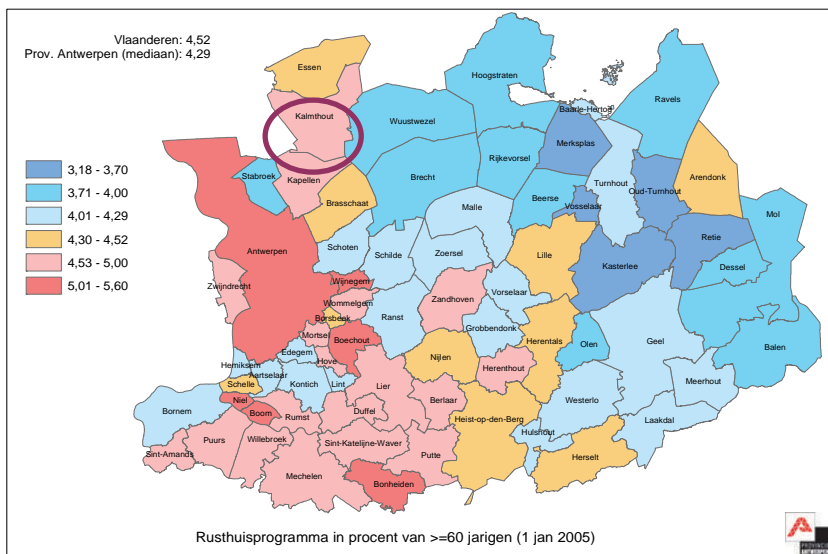 Vlaanderen: 4,52
Prov. Antwerpen (mediaan): 4,29
3,18 - 3,70
3,71 - 4,00
4,01 - 4,29
4,30 - 4,52
4,53 - 5,00
5,01 - 5,60
Essen
Hoogstraten
Kalmthout
Wuustwezel
Baarle-Hertog
Ravels
Merksplas
Rijkevorsel
Stabroek
Kapellen
Brecht
Turnhout
Arendonk
Brasschaat
Beerse
Oud-Turnhout
Vosselaar
Malle
Mol
Antwerpen
Schoten
Schilde
Zoersel
Lille
Retie
Kasterlee
Dessel
Zwijndrecht
Wijnegem
Wommelgem
Zandhoven
Vorselaar
Borsbeek
Ranst
Grobbendonk
Mortsel
Boechout
Herentals
Olen
Geel
Balen
Edegem
Hove
Nijlen
Hemiksem
Aartselaar
Herenthout
Meerhout
Schelle
Kontich
Lint
Lier
Westerlo
Bornem
Niel
Boom
Rumst
Duffel
Berlaar
Heist-op-den-Berg
Laakdal
Hulshout
Sint-Amands
Puurs
Willebroek
Sint-Katelijne-Waver
Putte
Herselt
Mechelen
Bonheiden
Rusthuisprogramma in procent van >=60 jarigen (1 jan 2005)
A
PROVINCIE